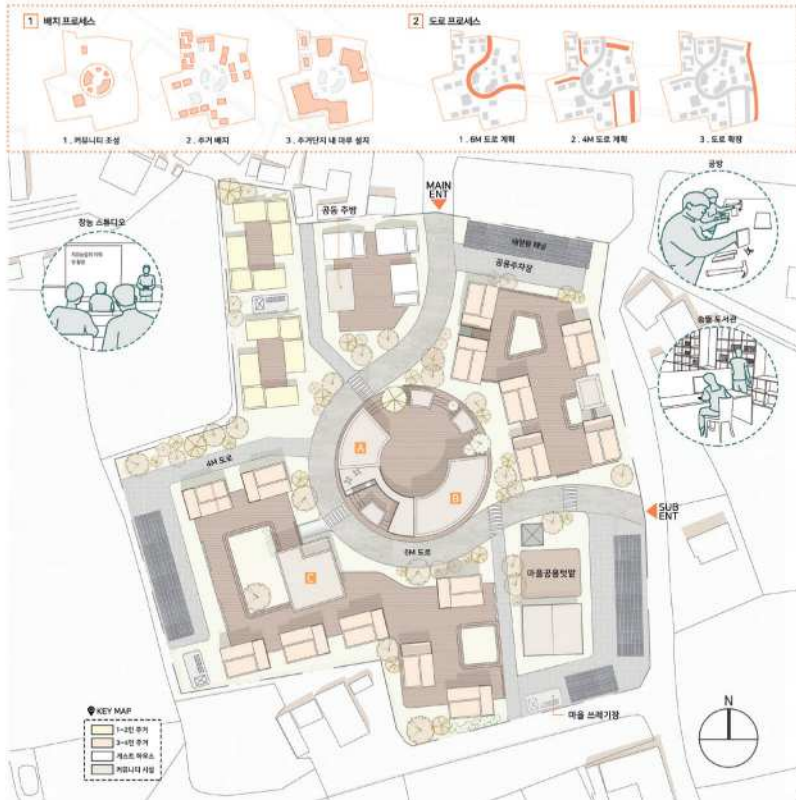 1 배치 프로세스
1 . 커뮤니티 조성
2 . 주거 배치
3 . 주거단지 내 마루 설치
2 도로 프로세스
1 . 6M 도로 계획
2 . 4M 도로 계획
3 . 도로 확장
창농 스튜디오
공동 주방
MAIN
ENT
태양광 패널
공용주차장
공방
마을 도서관
A
B
C
4M 도로
6M 도로
SUB
ENT
마을공용텃밭
마을 쓰레기장
KEY MAP
1~2인 주거
3~4인 주거
게스트 하우스
커뮤니티 시설
N